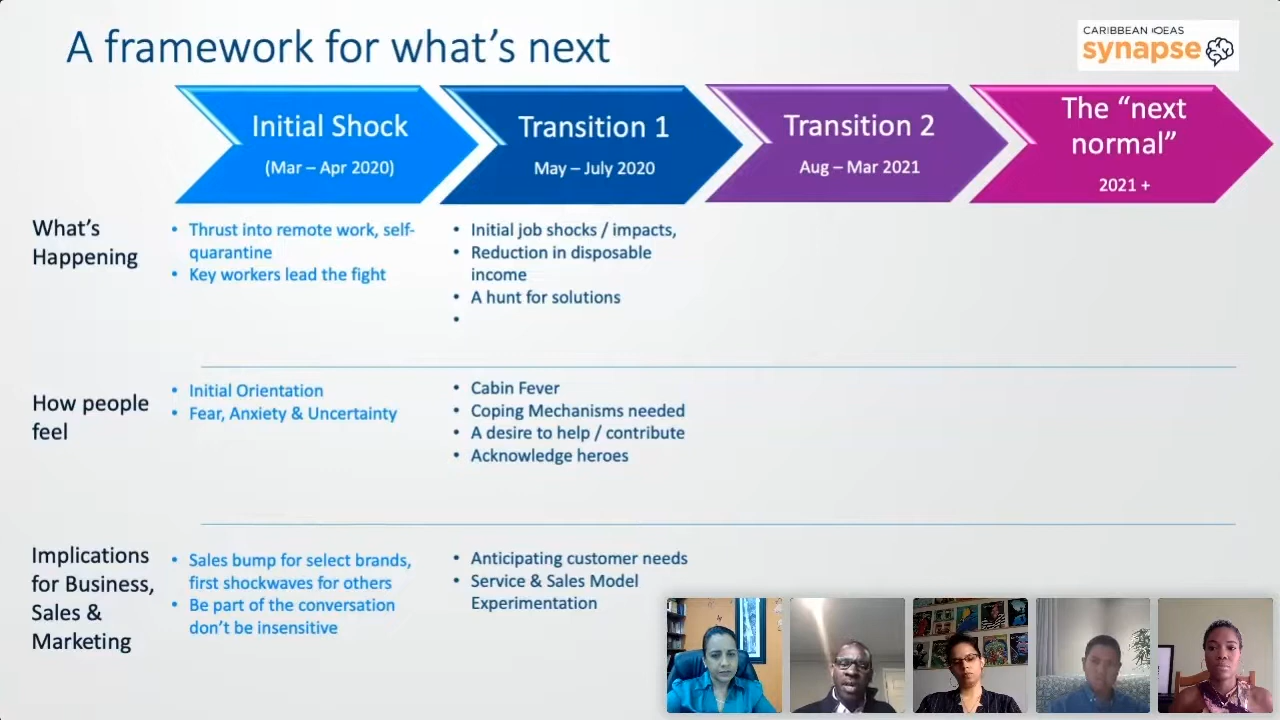 A framework for what's next
CARIBBEAN IDEAS
synapse
Initial Shock
(Mar – Apr 2020)
Transition 1
May – July 2020
Transition 2
Aug – Mar 2021
The “next
normal”
2021 +
What's
Happening
• Thrust into remote work, self-
quarantine
• Key workers lead the fight
• Initial job shocks / impacts,
• Reduction in disposable
income
• A hunt for solutions
•
How people
feel
• Initial Orientation
• Fear, Anxiety & Uncertainty
• Cabin Fever
• Coping Mechanisms needed
• A desire to help / contribute
• Acknowledge heroes
Implications
for Business,
Sales &
Marketing
• Sales bump for select brands,
first shockwaves for others
• Be part of the conversation
don't be insensitive
• Anticipating customer needs
• Service & Sales Model
Experimentation